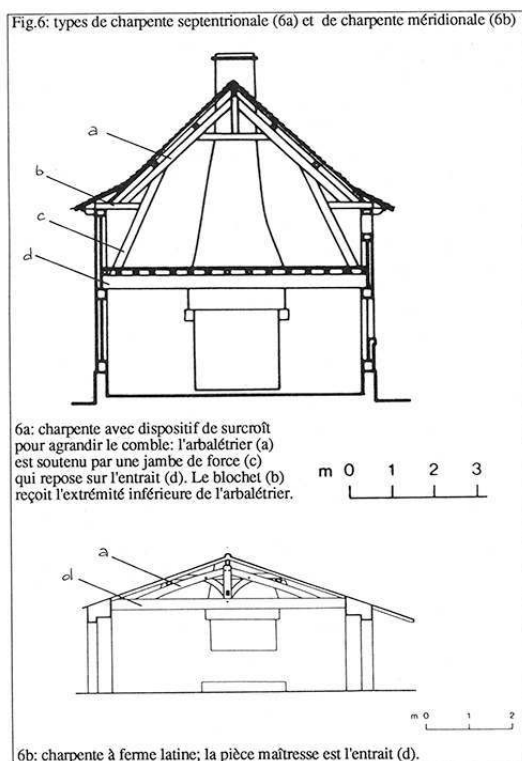 Fig.6: types de charpente septentrionale (6a) et de charpente méridionale (6b)
a
b
c
d
6a: charpente avec dispositif de surcroît
pour agrandir le comble: l'arbalétrier (a)
est soutenu par une jambe de force (c)
qui repose sur l'entrait (d). Le blochet (b)
reçoit l'extrémité inférieure de l'arbalétrier.
m 0 1 2 3
a
d
m 0 1 2
6b: charpente à ferme latine; la pièce maîtresse est l'entrait (d).